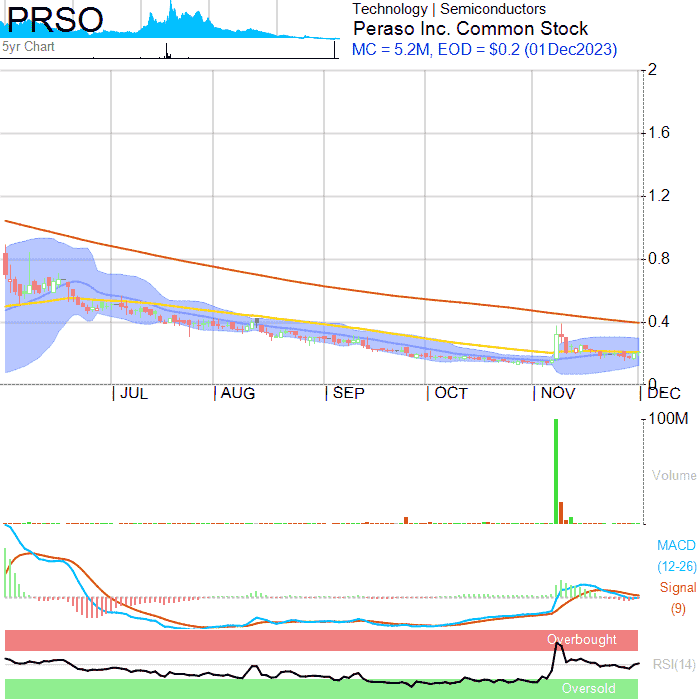 PRSO
5yr Chart
Technology | Semiconductors
Peraso Inc. Common Stock
MC = 5.2M, EOD = $0.2 (01Dec2023)
2
1.6
1.2
0.8
0.4
0
JUL
AUG
SEP
OCT
NOV
DEC
100M
Volume
MACD
(12-26)
Signal
(9)
Overbought
RSI(14)
Oversold